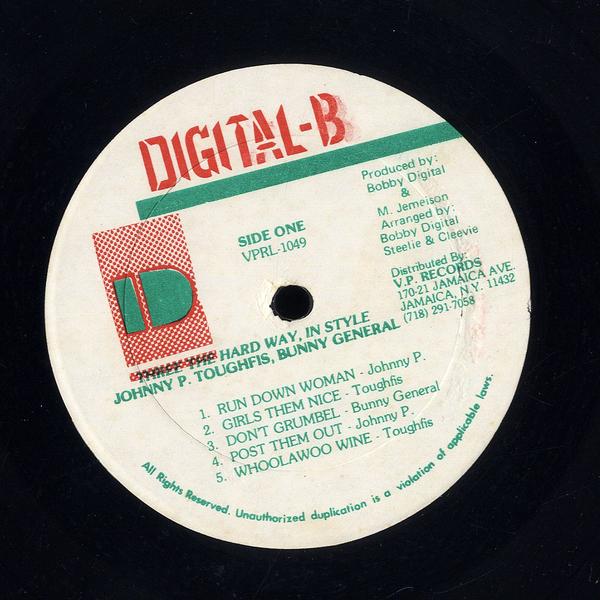 DIGITAL-B
SIDE ONE
VPRL-1049
Produced by:
Bobby Digital
&
M. Jemeison
Arranged by:
Bobby Digital
Steelie & Cleevie
Distributed By:
V.P. RECORDS
170-21 JAMAICA AVE.
JAMAICA, N.Y. 11432
(718) 291-7058
D
THREE THE HARD WAY, IN STYLE
JOHNNY P. TOUGHFIS, BUNNY GENERAL
1. RUN DOWN WOMAN - Johnny P.
2. GIRLS THEM NICE - Toughfis
3. DON'T GRUMBEL - Bunny General
4. POST THEM OUT - Johnny P.
5. WHOOLAWOO WINE - Toughfis
All Rights Reserved. Unauthorized duplication is a violation of applicable laws.